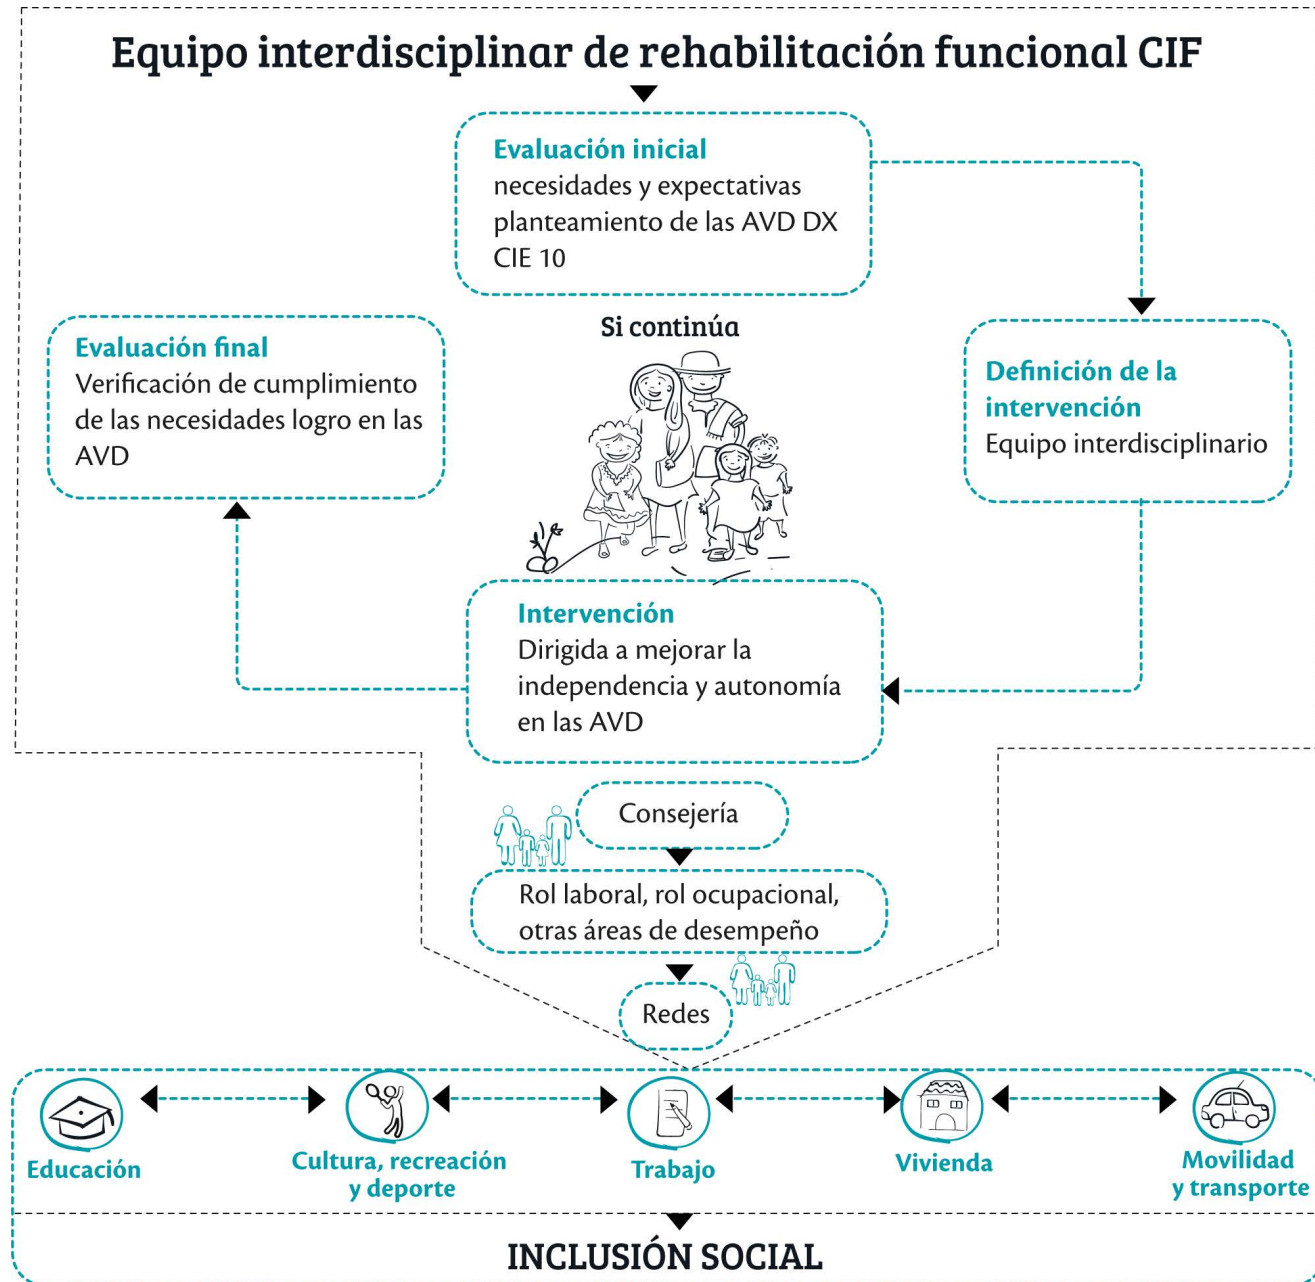 Equipo interdisciplinar de rehabilitación funcional CIF
Evaluación inicial
necesidades y expectativas
planteamiento de las AVD DX
CIE 10
Si continúa
Evaluación final
Verificación de cumplimiento
de las necesidades logro en las
AVD
Definición de la
intervención
Equipo interdisciplinario
Intervención
Dirigida a mejorar la
independencia y autonomía
en las AVD
Consejería
Rol laboral, rol ocupacional,
otras áreas de desempeño
Redes
Educación
Cultura, recreación
y deporte
Trabajo
Vivienda
Movilidad
y transporte
INCLUSIÓN SOCIAL